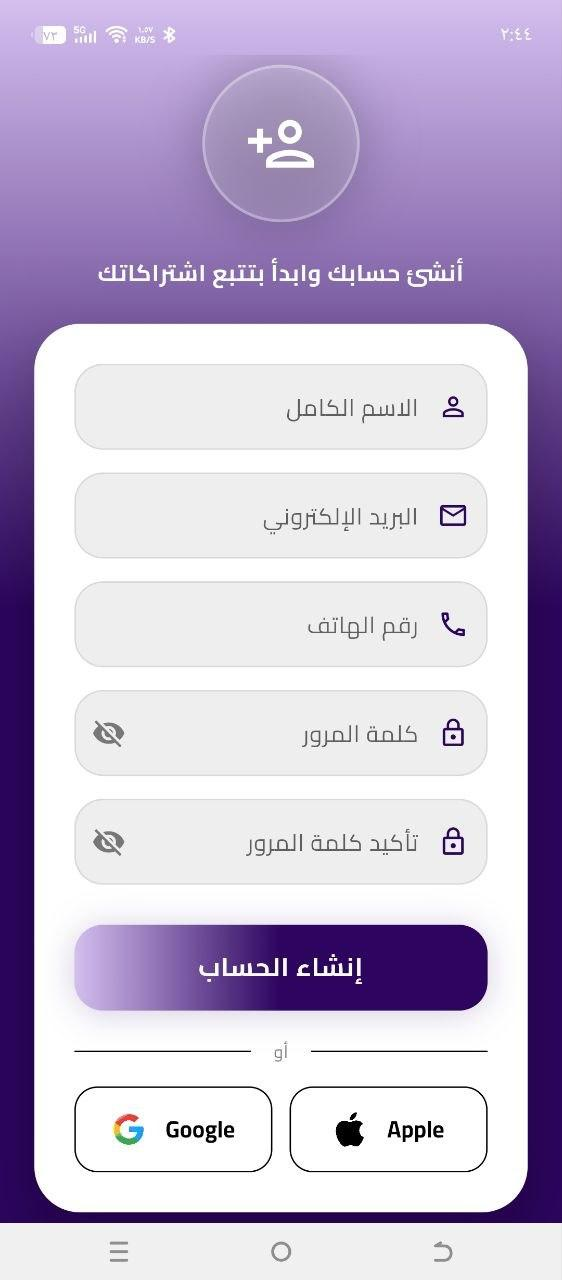 ٢:٤٤
١.٥٧ KB/S
5G
٧٣
أنشئ حسابك وابدأ بتتبع اشتراكاتك
الاسم الكامل
البريد الإلكتروني
رقم الهاتف
كلمة المرور
تأكيد كلمة المرور
إنشاء الحساب
أو
Apple
Google